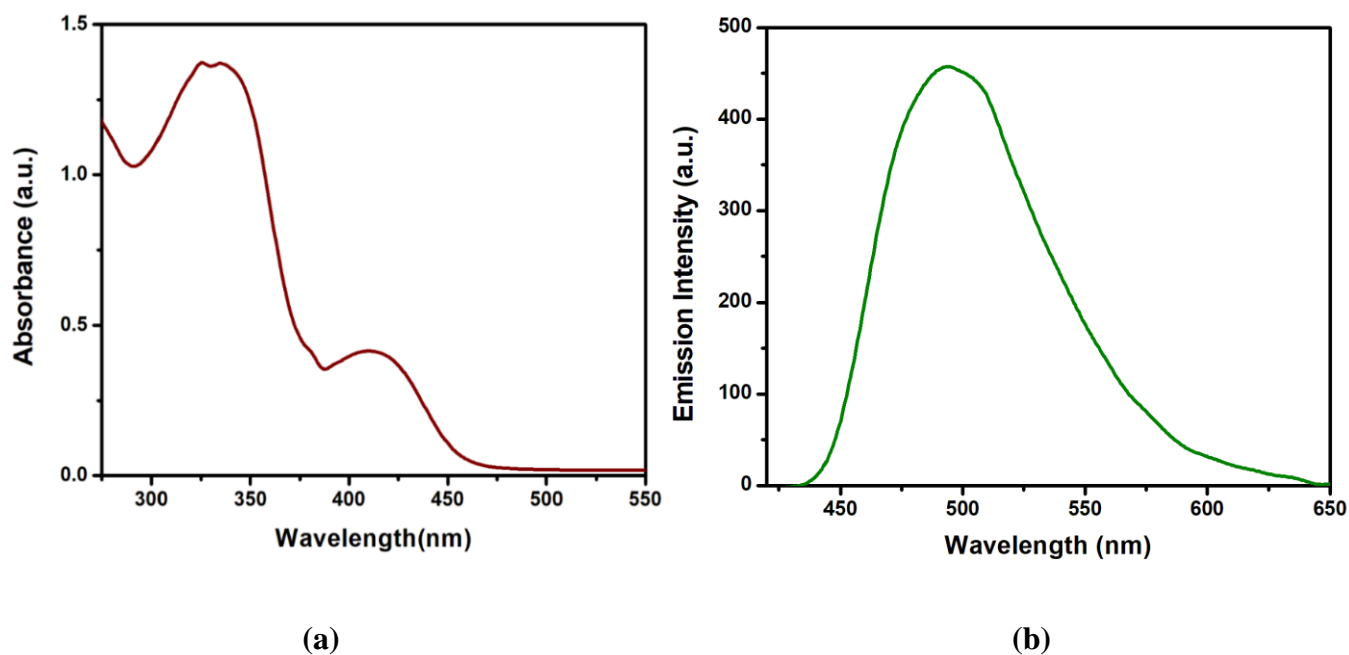 1.5
1.0
0.5
0.0
300 350 400 450 500 550
Absorbance (a.u.)
Wavelength(nm)
(a)
500
400
300
200
100
0
450 500 550 600 650
Emission Intensity (a.u.)
Wavelength (nm)
(b)